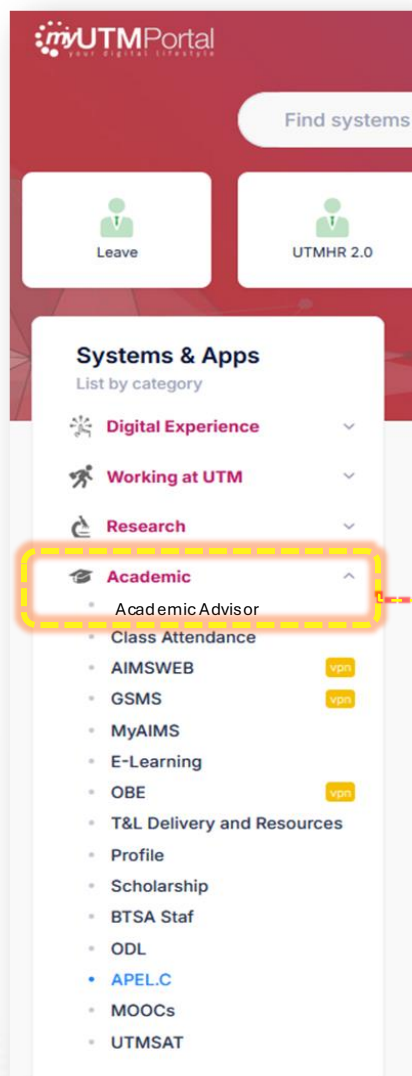 myUTMPortal
your digital lifestyle
Find systems
Leave
UTMHR 2.0
Systems & Apps
List by category
Digital Experience
Working at UTM
Research
Academic
Academic Advisor
Class Attendance
AIMSWEB vpn
GSMS vpn
MyAIMS
E-Learning
OBE vpn
T&L Delivery and Resources
Profile
Scholarship
BTSA Staf
ODL
APEL.C
MOOCs
UTMSAT